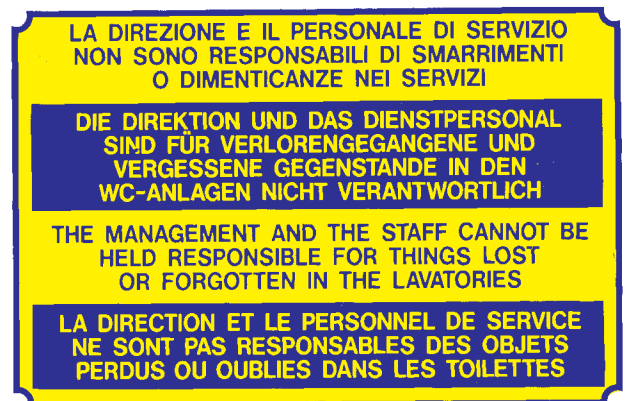 LA DIREZIONE E IL PERSONALE DI SERVIZIO
NON SONO RESPONSABILI DI SMARRIMENTI
O DIMENTICANZE NEI SERVIZI
DIE DIREKTION UND DAS DIENSTPERSONAL
SIND FÜR VERLORENGEGANGENE UND
VERGESSENE GEGENSTANDE IN DEN
WC-ANLAGEN NICHT VERANTWORTLICH
THE MANAGEMENT AND THE STAFF CANNOT BE
HELD RESPONSIBLE FOR THINGS LOST
OR FORGOTTEN IN THE LAVATORIES
LA DIRECTION ET LE PERSONNEL DE SERVICE
NE SONT PAS RESPONSABLES DES OBJETS
PERDUS OU OUBLIES DANS LES TOILETTES